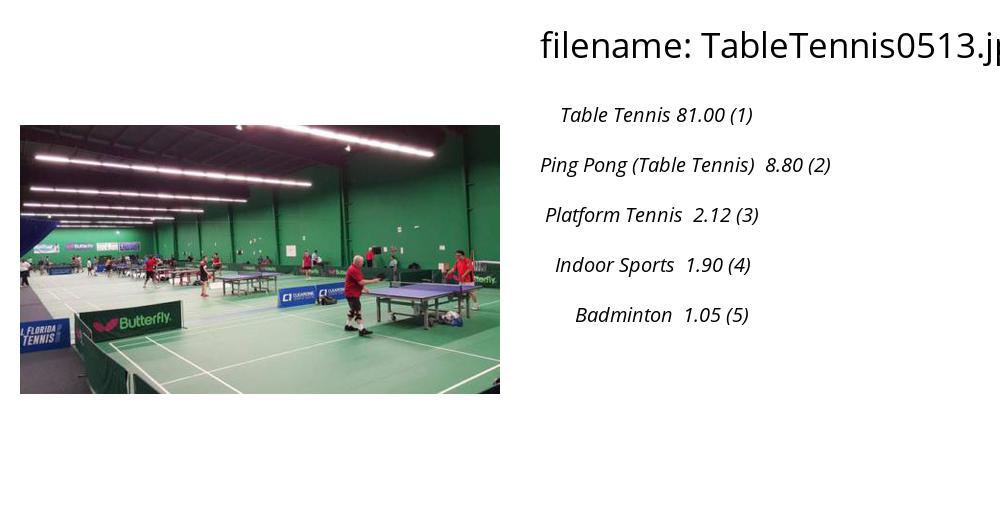 filename: TableTennis0513.jp
Table Tennis 81.00 (1)
Ping Pong (Table Tennis) 8.80 (2)
Platform Tennis 2.12 (3)
Indoor Sports 1.90 (4)
Badminton 1.05 (5)
Butterfly
Butterfly.
FLORIDA
TENNIS